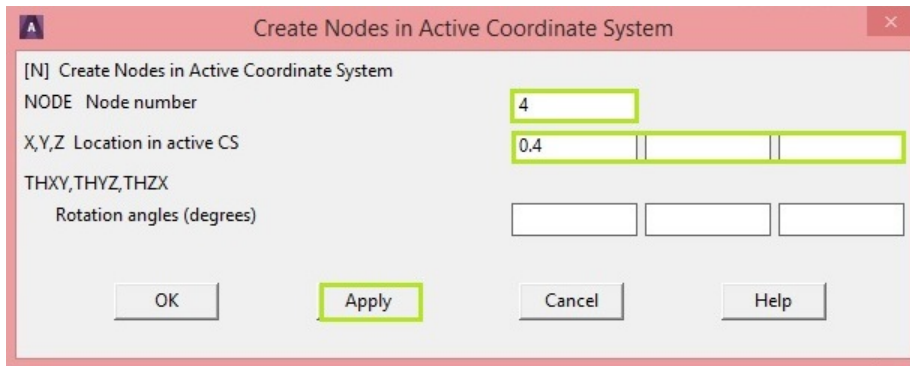 A Create Nodes in Active Coordinate System ×
[N] Create Nodes in Active Coordinate System
NODE Node number 4
X,Y,Z Location in active CS 0.4
THXY,THYZ,THZX
Rotation angles (degrees)
OK Apply Cancel Help